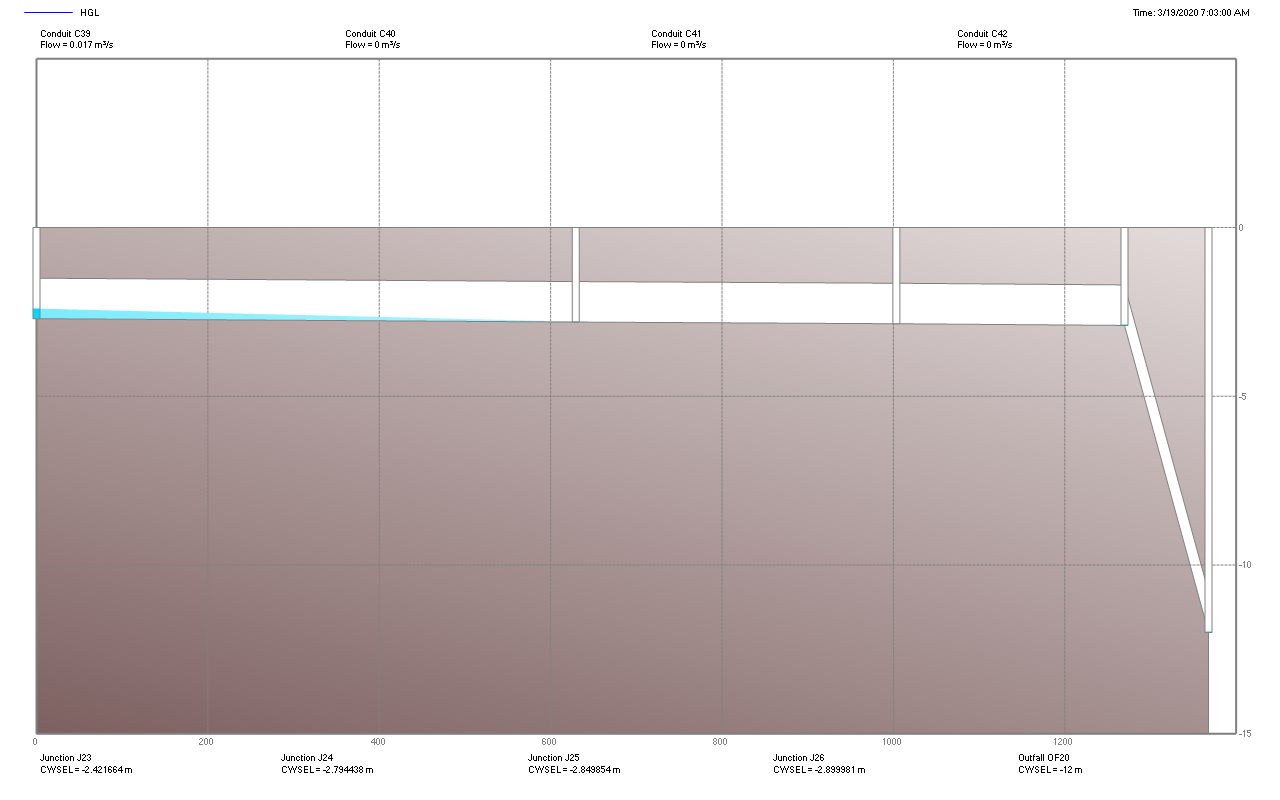 HGL
Time: 3/19/2020 7:03:00 AM
Conduit C39
Flow = 0.017 m³/s
Conduit C40
Flow = 0 m³/s
Conduit C41
Flow = 0 m³/s
Conduit C42
Flow = 0 m³/s
0
-5
-10
-15
0
200
400
600
800
1000
1200
Junction J23
CWSEL = -2.421664 m
Junction J24
CWSEL = -2.794438 m
Junction J25
CWSEL = -2.849854 m
Junction J26
CWSEL = -2.899981 m
Outfall OF20
CWSEL = -12 m